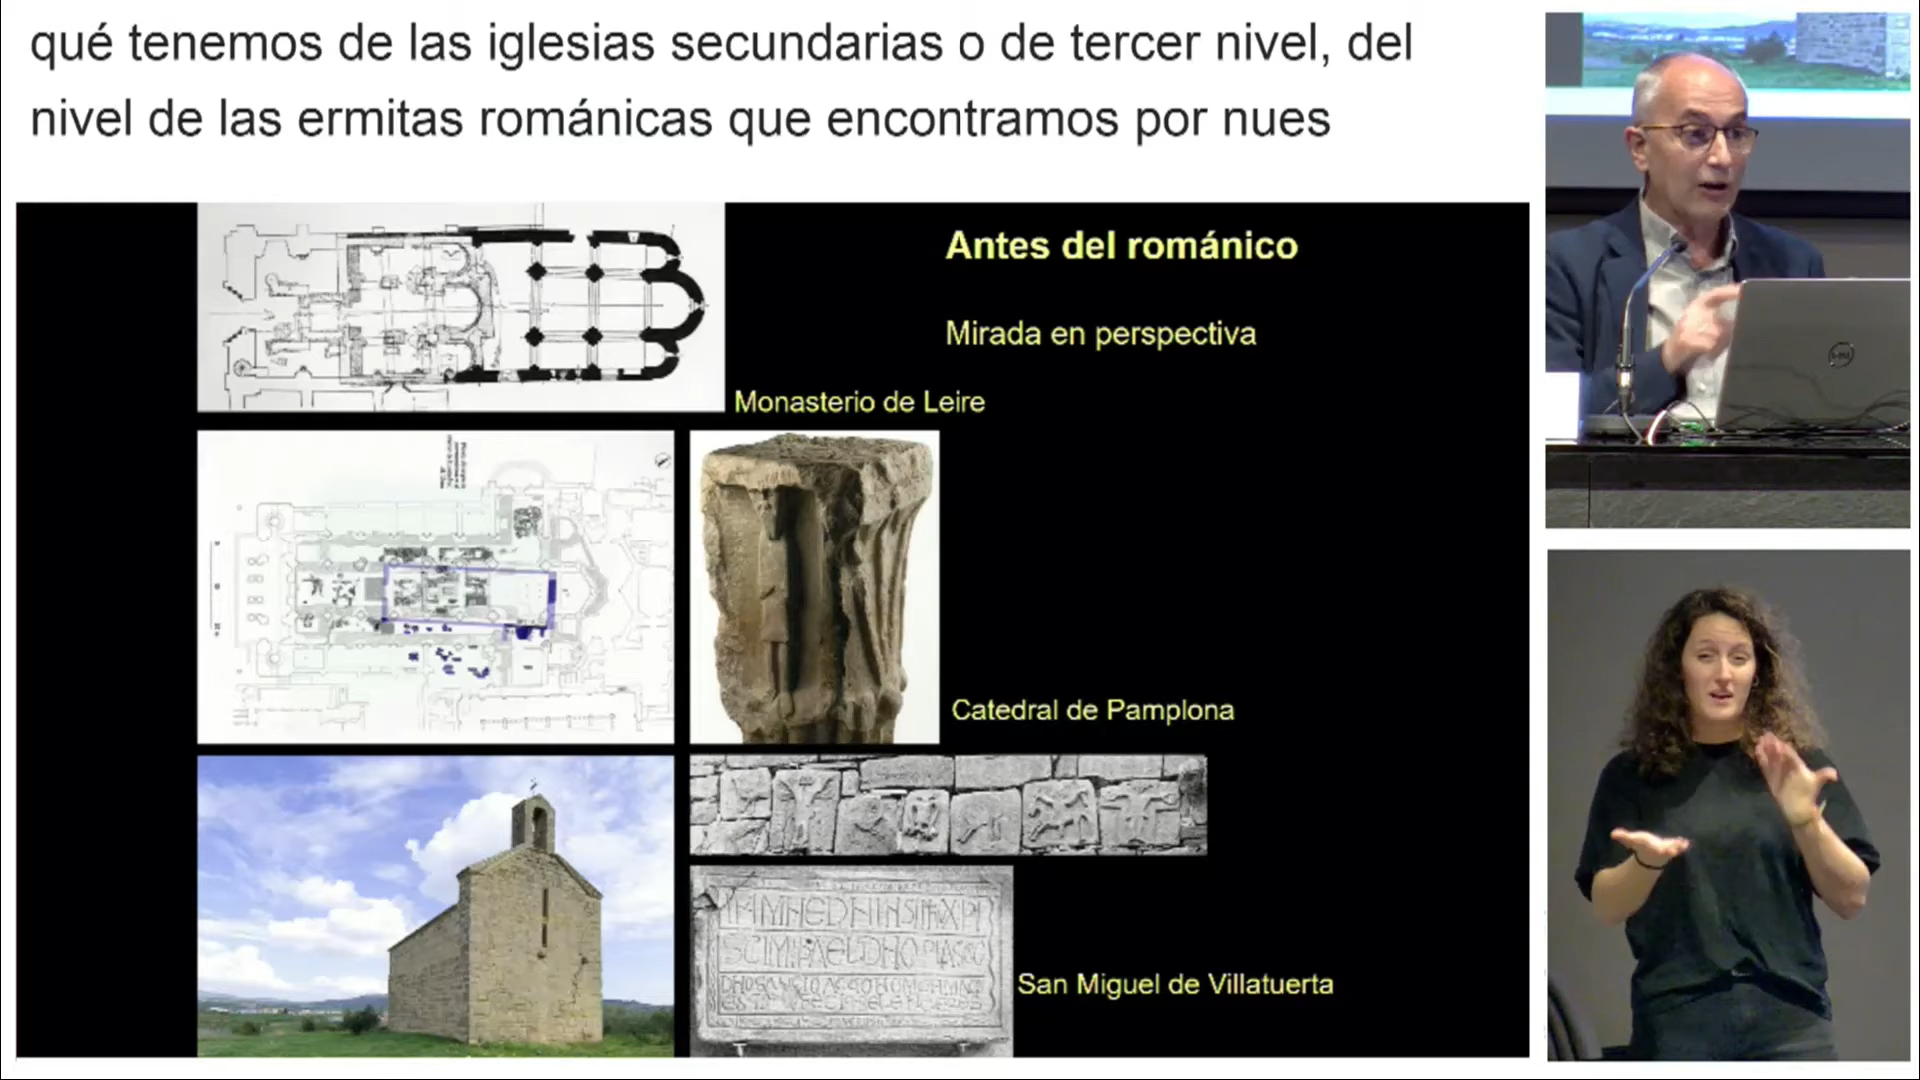 qué tenemos de las iglesias secundarias o de tercer nivel, del
nivel de las ermitas románicas que encontramos por nues
Antes del románico
Mirada en perspectiva
Monasterio de Leire
Catedral de Pamplona
San Miguel de Villatuerta